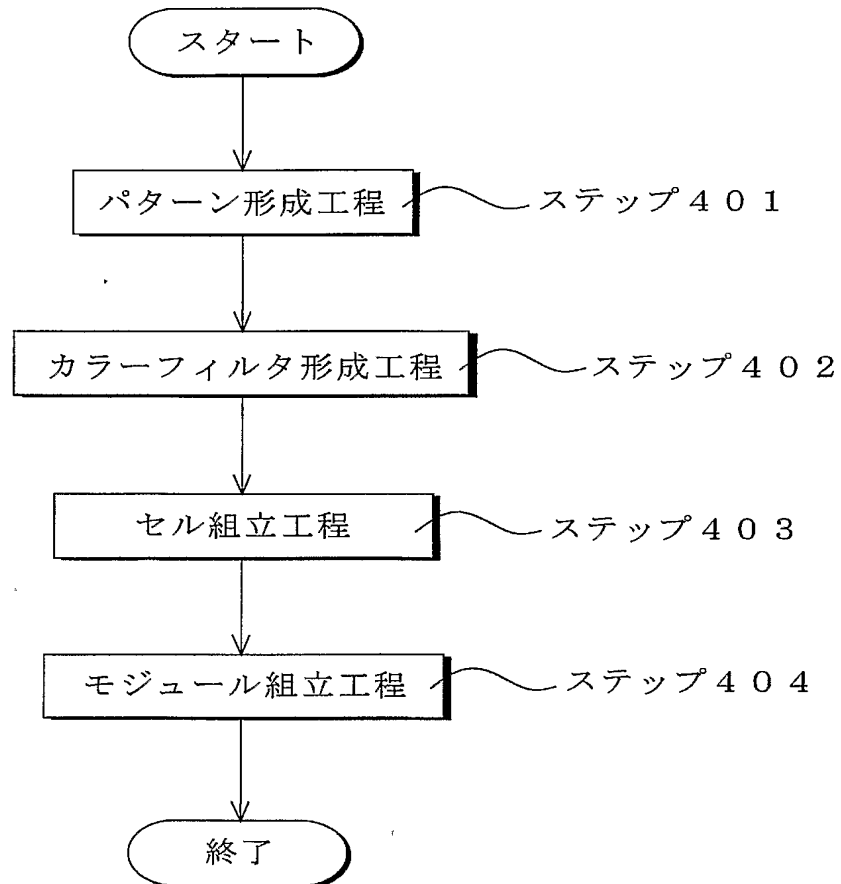 スタート
パターン形成工程 ステップ401
カラーフィルタ形成工程 ステップ402
セル組立工程 ステップ403
モジュール組立工程 ステップ404
終了